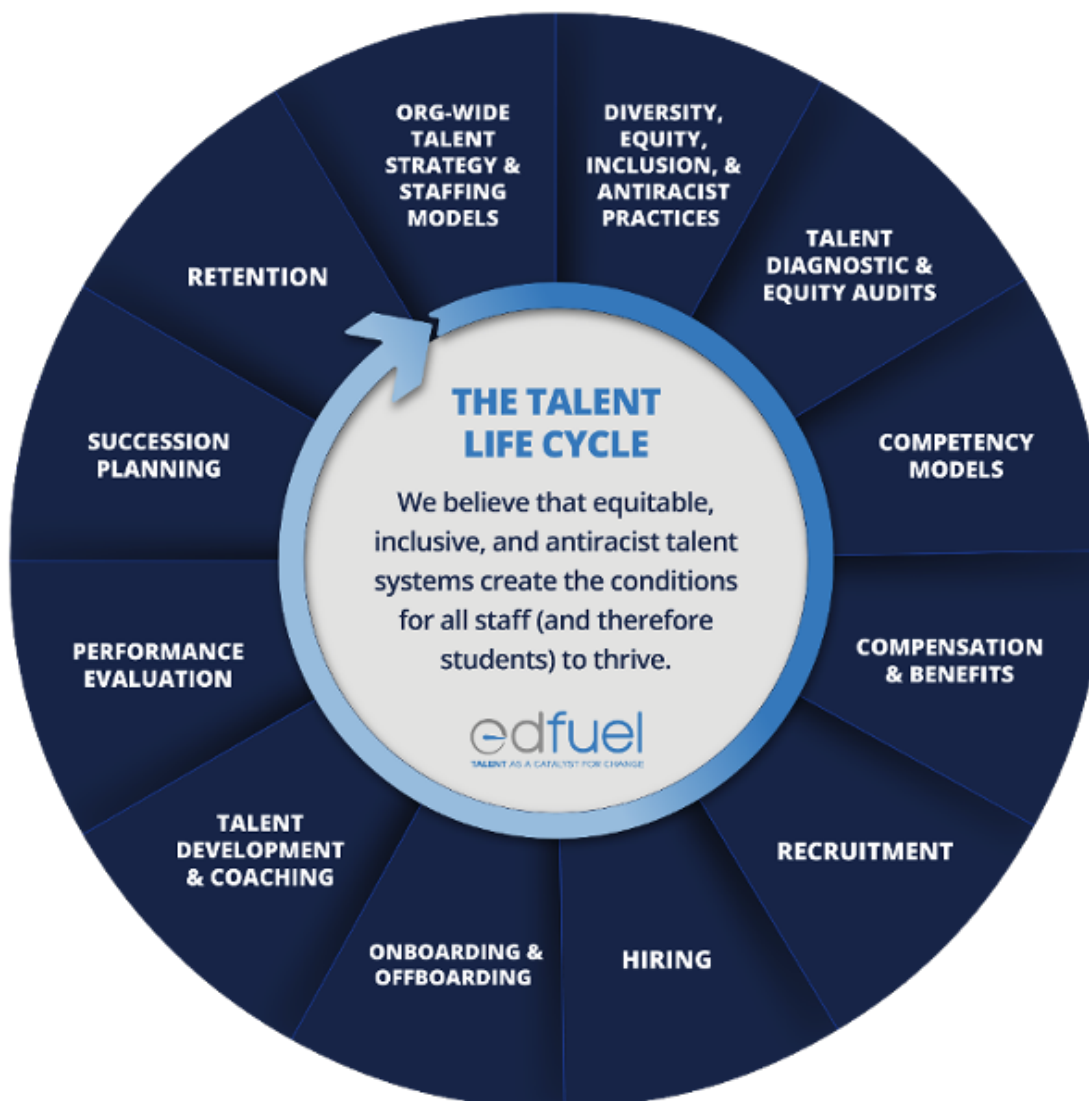 ORG-WIDE
TALENT
STRATEGY &
STAFFING
MODELS
DIVERSITY,
EQUITY,
INCLUSION, &
ANTIRACIST
PRACTICES
TALENT
DIAGNOSTIC &
EQUITY AUDITS
COMPETENCY
MODELS
COMPENSATION
& BENEFITS
RECRUITMENT
HIRING
ONBOARDING &
OFFBOARDING
TALENT
DEVELOPMENT
& COACHING
PERFORMANCE
EVALUATION
SUCCESSION
PLANNING
RETENTION
THE TALENT
LIFE CYCLE
We believe that equitable,
inclusive, and antiracist talent
systems create the conditions
for all staff (and therefore
students) to thrive.
edfuel
TALENT AS A CATALYST FOR CHANGE